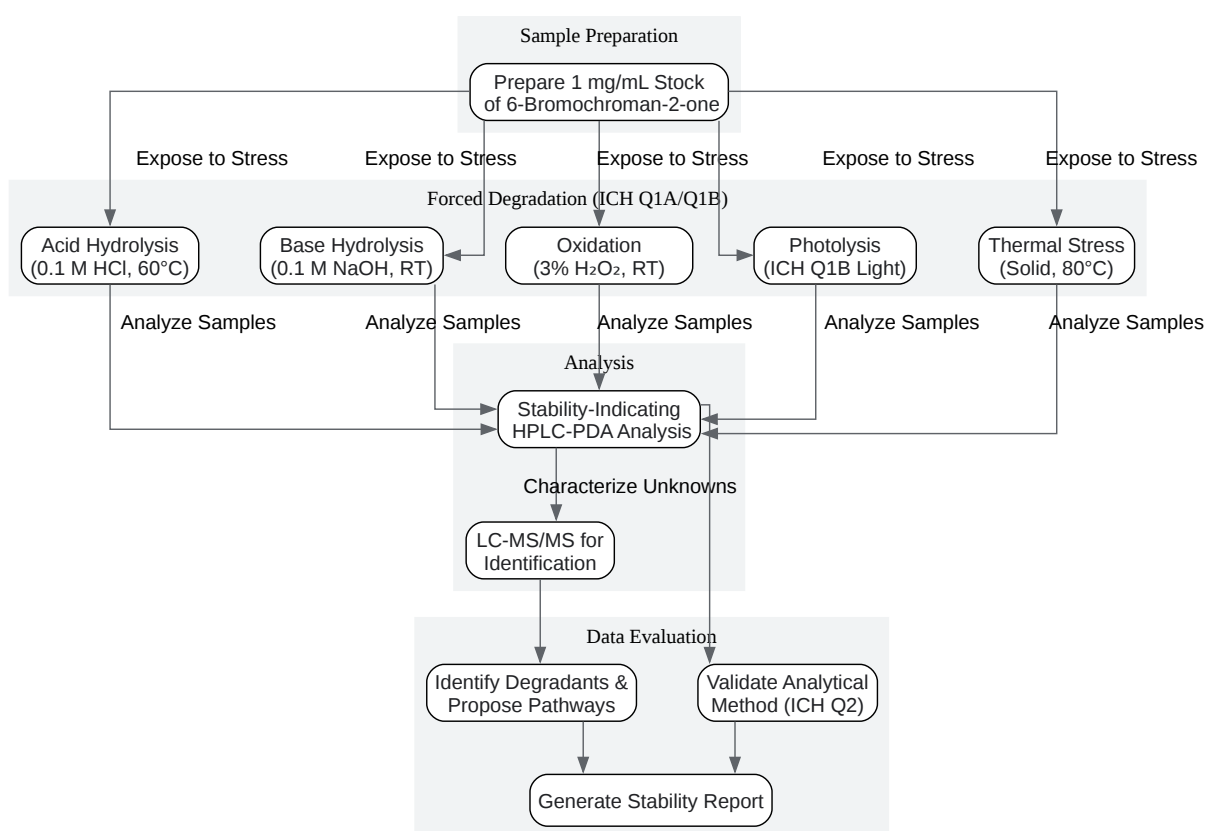 Sample Preparation
Prepare 1 mg/mL Stock
of 6-Bromochroman-2-one
Expose to Stress
Expose to Stress
Expose to Stress
Expose to Stress
Expose to Stress
Forced Degradation (ICH Q1A/Q1B)
Acid Hydrolysis
(0.1 M HCl, 60°C)
Base Hydrolysis
(0.1 M NaOH, RT)
Oxidation
(3% H₂O₂, RT)
Photolysis
(ICH Q1B Light)
Thermal Stress
(Solid, 80°C)
Analyze Samples
Analyze Samples
Analyze Samples
Analyze Samples
Analyze Samples
Analysis
Stability-Indicating
HPLC-PDA Analysis
Characterize Unknowns
LC-MS/MS for
Identification
Data Evaluation
Identify Degradants &
Propose Pathways
Validate Analytical
Method (ICH Q2)
Generate Stability Report